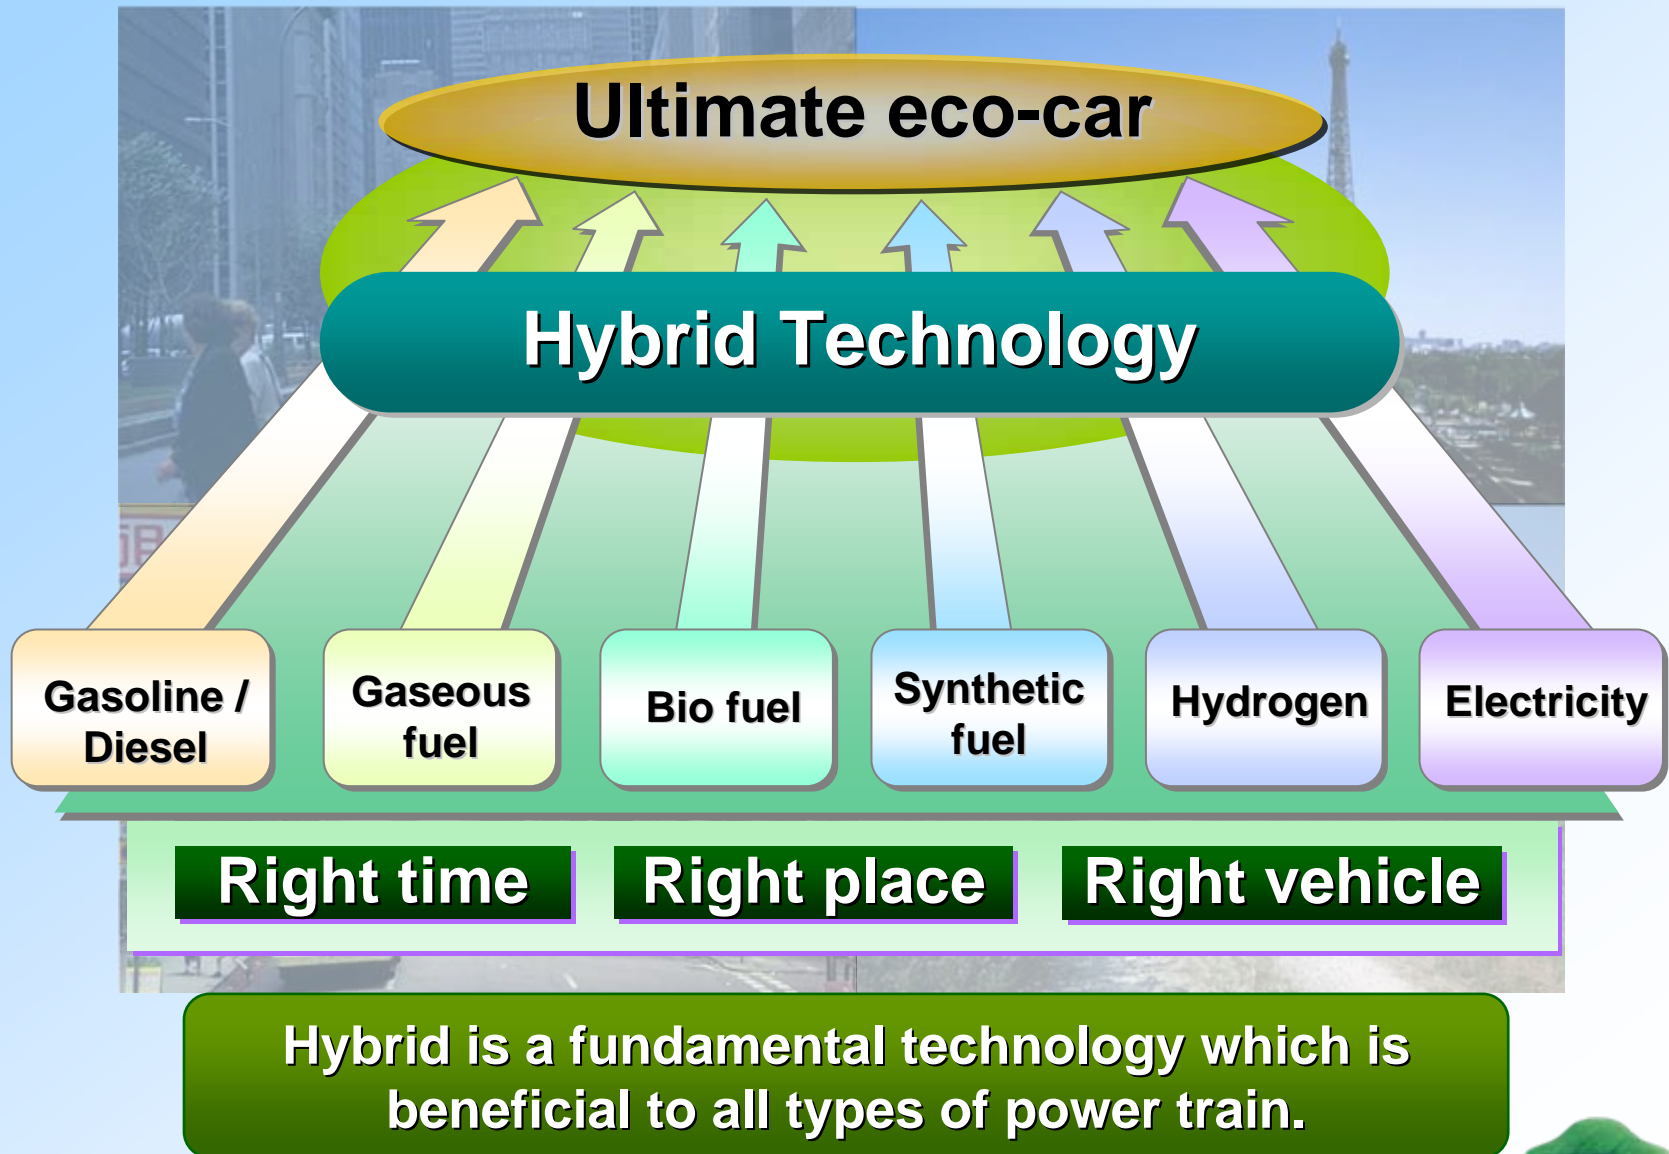 Ultimate eco-car
Hybrid Technology
Gasoline /
Diesel
Gaseous
fuel
Bio fuel
Synthetic
fuel
Hydrogen
Electricity
Right time
Right place
Right vehicle
Hybrid is a fundamental technology which is
beneficial to all types of power train.